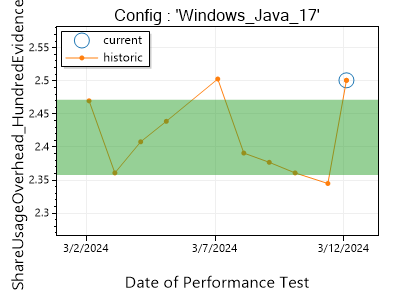 Config : 'Windows_Java_17'
current
historic
ShareUsageOverhead_HundredEvidence
2.55
2.5
2.45
2.4
2.35
2.3
3/2/2024
3/7/2024
3/12/2024
Date of Performance Test